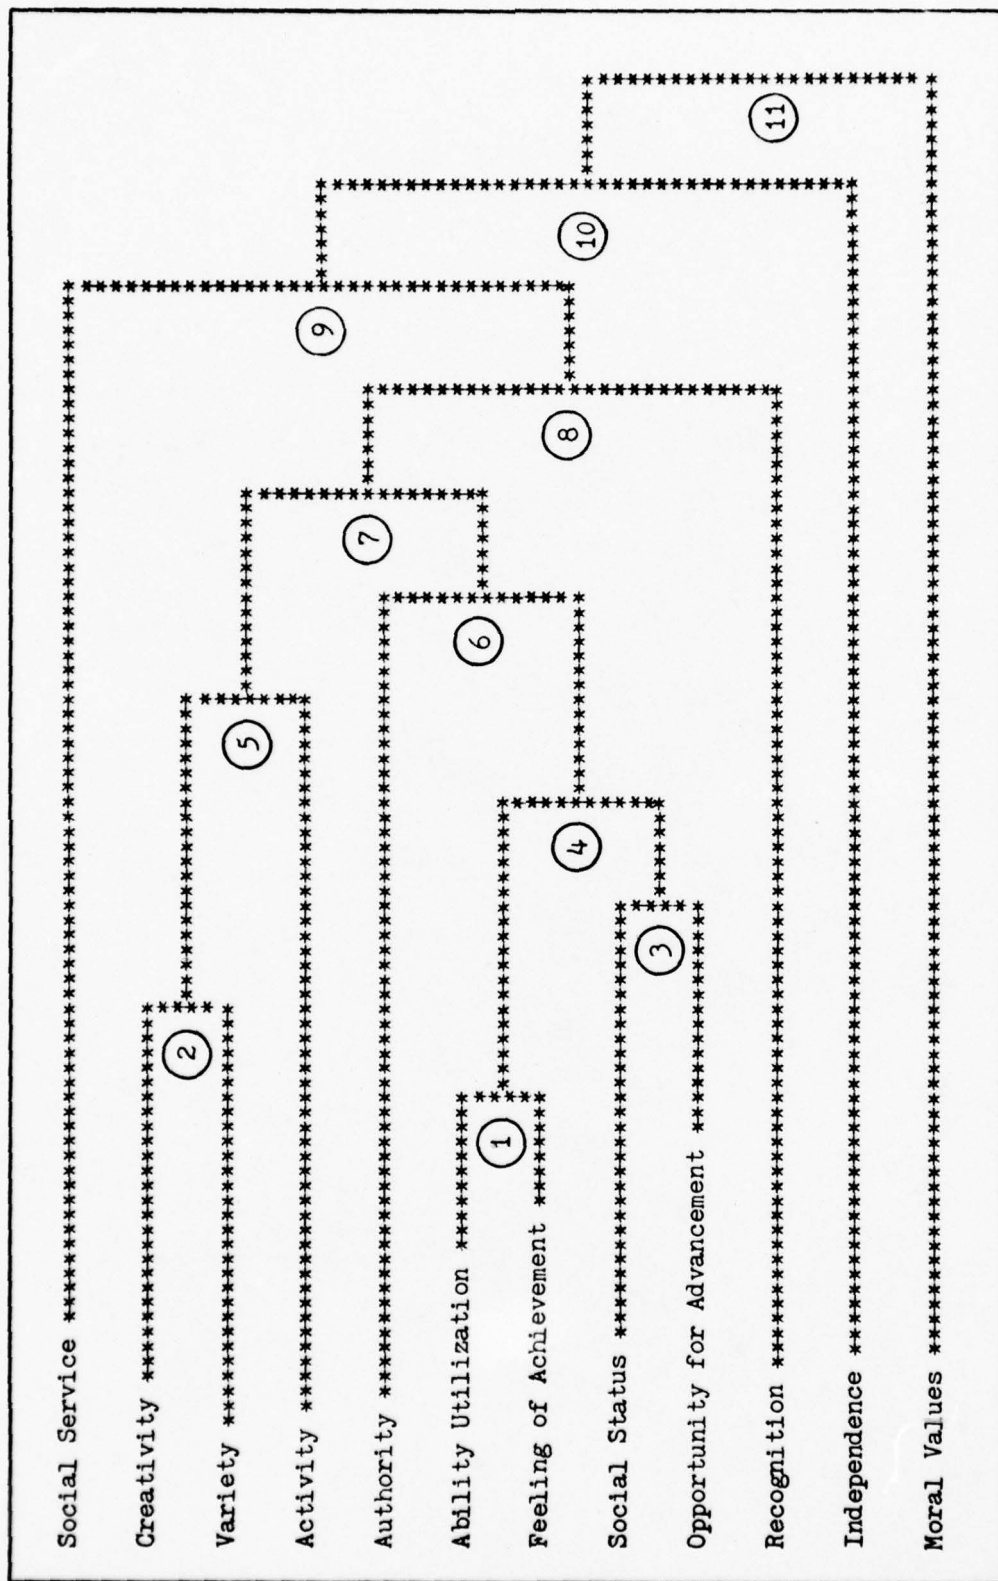 Social Service
Creativity
Variety
Activity
Authority
Ability Utilization
Feeling of Achievement
Social Status
Opportunity for Advancement
Recognition
Independence
Moral Values
1
2
3
4
5
6
7
8
9
10
11